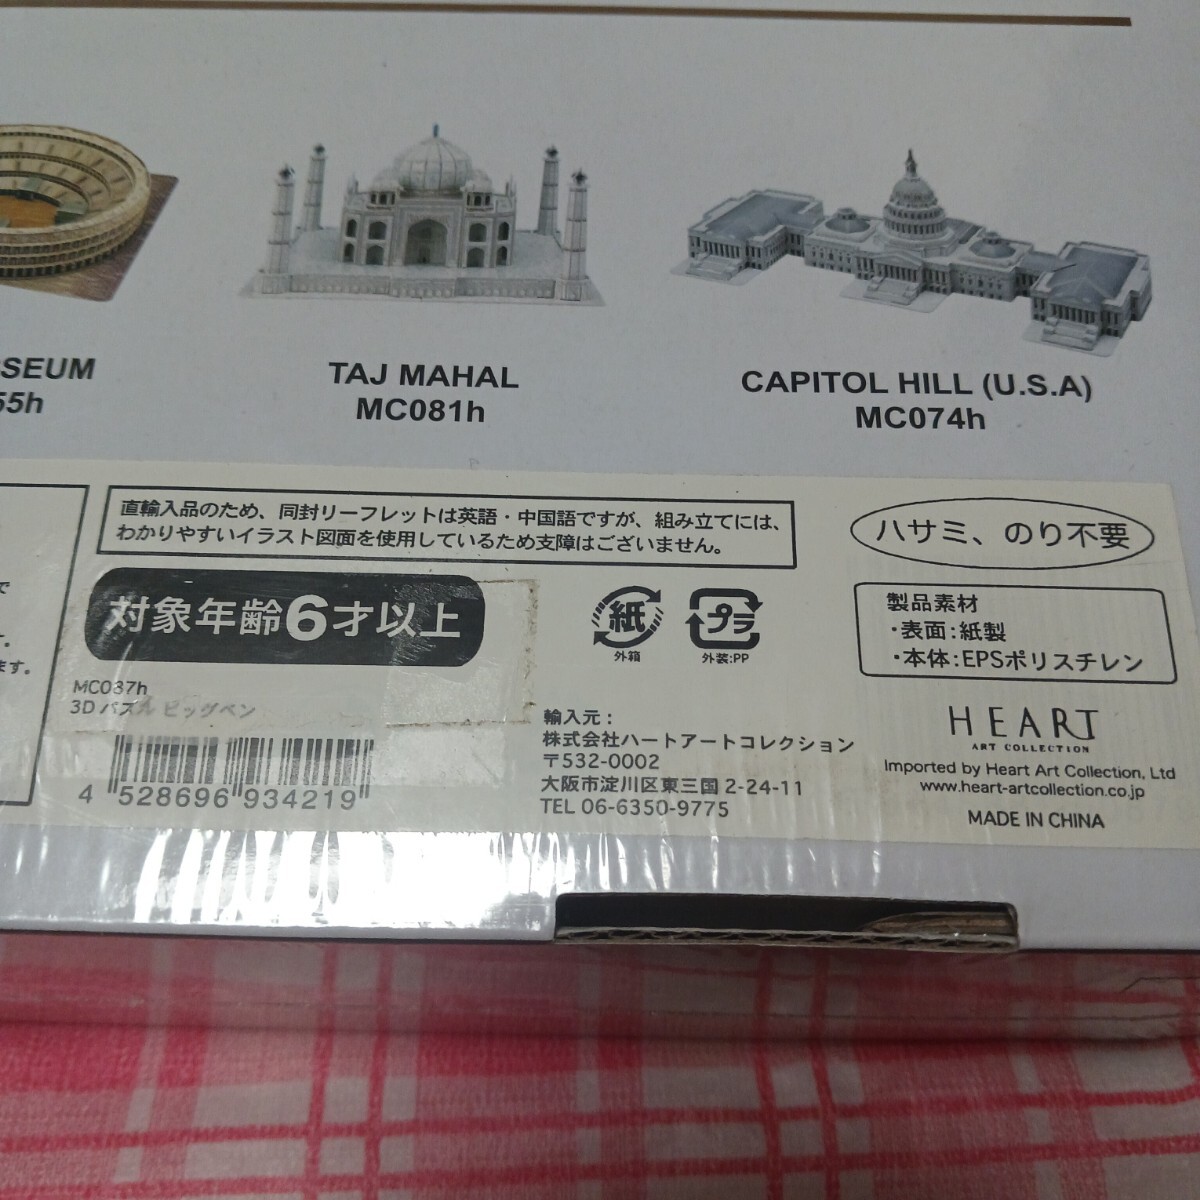 SSEUM
55h
TAJ MAHAL
MC081h
CAPITOL HILL (U.S.A)
MC074h
で
す。
ます。
直輸入品のため、同封リーフレットは英語・中国語ですが、組み立てには、
わかりやすいイラスト図面を使用しているため支障はございません。
対象年齢6才以上
MC087h
3D パズル ビッグベン
4 528696 934219
紙
外箱
プラ
外装:PP
輸入元：
株式会社ハートアートコレクション
〒532-0002
大阪市淀川区東三国 2-24-11
TEL 06-6350-9775
ハサミ、のり不要
製品素材
・表面：紙製
・本体：EPSポリスチレン
HEART
ART COLLECTION
Imported by Heart Art Collection, Ltd
www.heart-artcollection.co.jp
MADE IN CHINA